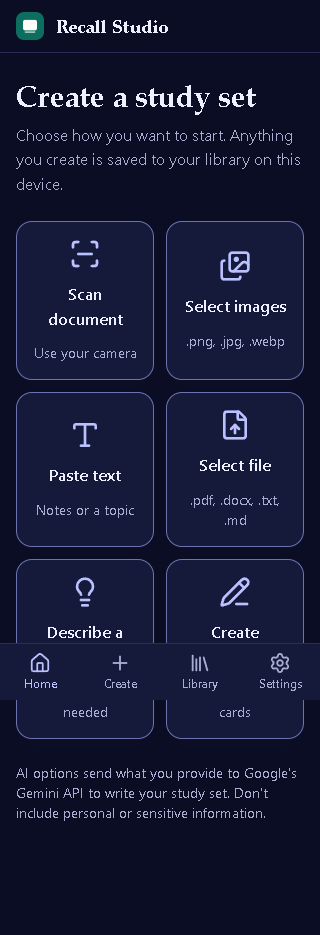 Recall Studio
Create a study set
Choose how you want to start. Anything
you create is saved to your library on this
device.
Scan
document
Use your camera
Select images
.png, .jpg, .webp
Paste text
Notes or a topic
Select file
.pdf, .docx, .txt,
.md
Describe a
Create
Home
Create
Library
Settings
needed
cards
AI options send what you provide to Google's
Gemini API to write your study set. Don't
include personal or sensitive information.